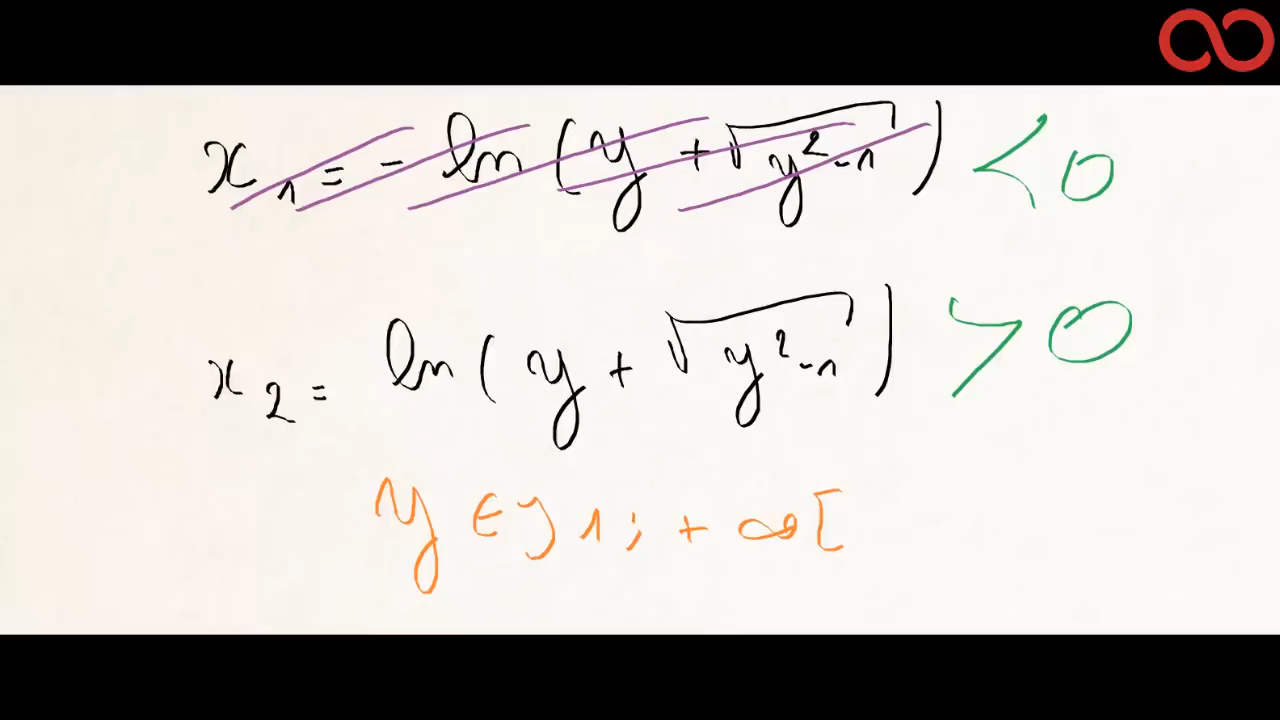 x₁ = - ln (y + √(y² - 1)) < 0
x₂ = ln (y + √(y² - 1)) > 0
y ∈ ]1 ; + ∞[